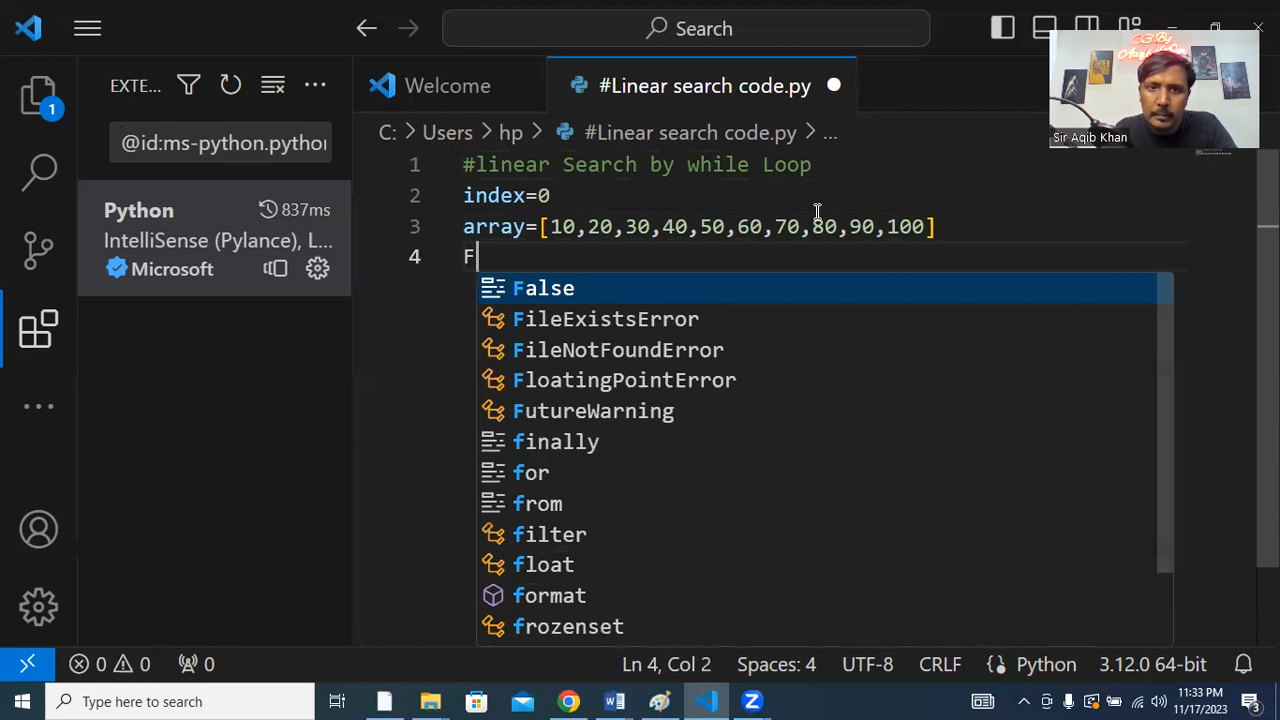 Search
EXTE...
Welcome
#Linear search code.py
Sir Aqib Khan
1
@id:ms-python.python
C: > Users > hp > #Linear search code.py > ...
Python
837ms
IntelliSense (Pylance), L...
Microsoft
1 #linear Search by while Loop
2 index=0
3 array=[10,20,30,40,50,60,70,80,90,100]
4 F
False
FileExistsError
FileNotFoundError
FloatingPointError
FutureWarning
finally
for
from
filter
float
format
frozenset
0 0 0
Ln 4, Col 2 Spaces: 4 UTF-8 CRLF Python 3.12.0 64-bit
Type here to search
11:33 PM
11/17/2023
3